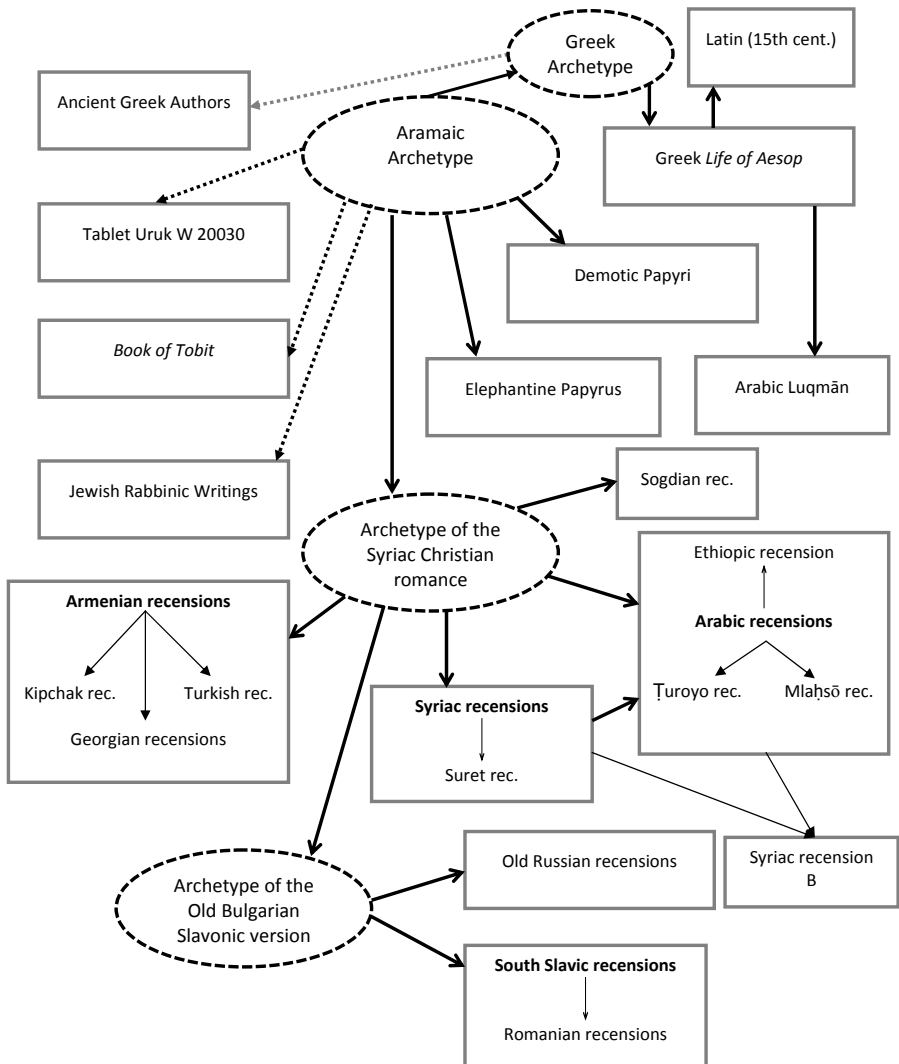 Greek
Archetype
Latin (15th cent.)
Ancient Greek Authors
Aramaic
Archetype
Greek Life of Aesop
Tablet Uruk W 20030
Demotic Papyri
Book of Tobit
Elephantine Papyrus
Arabic Luqmān
Jewish Rabbinic Writings
Sogdian rec.
Archetype of the
Syriac Christian
romance
Ethiopic recension
Arabic recensions
Ṭuroyo rec.
Mlaḥsō rec.
Armenian recensions
Kipchak rec.
Turkish rec.
Georgian recensions
Syriac recensions
Suret rec.
Old Russian recensions
Syriac recension
B
Archetype of the
Old Bulgarian
Slavonic version
South Slavic recensions
Romanian recensions